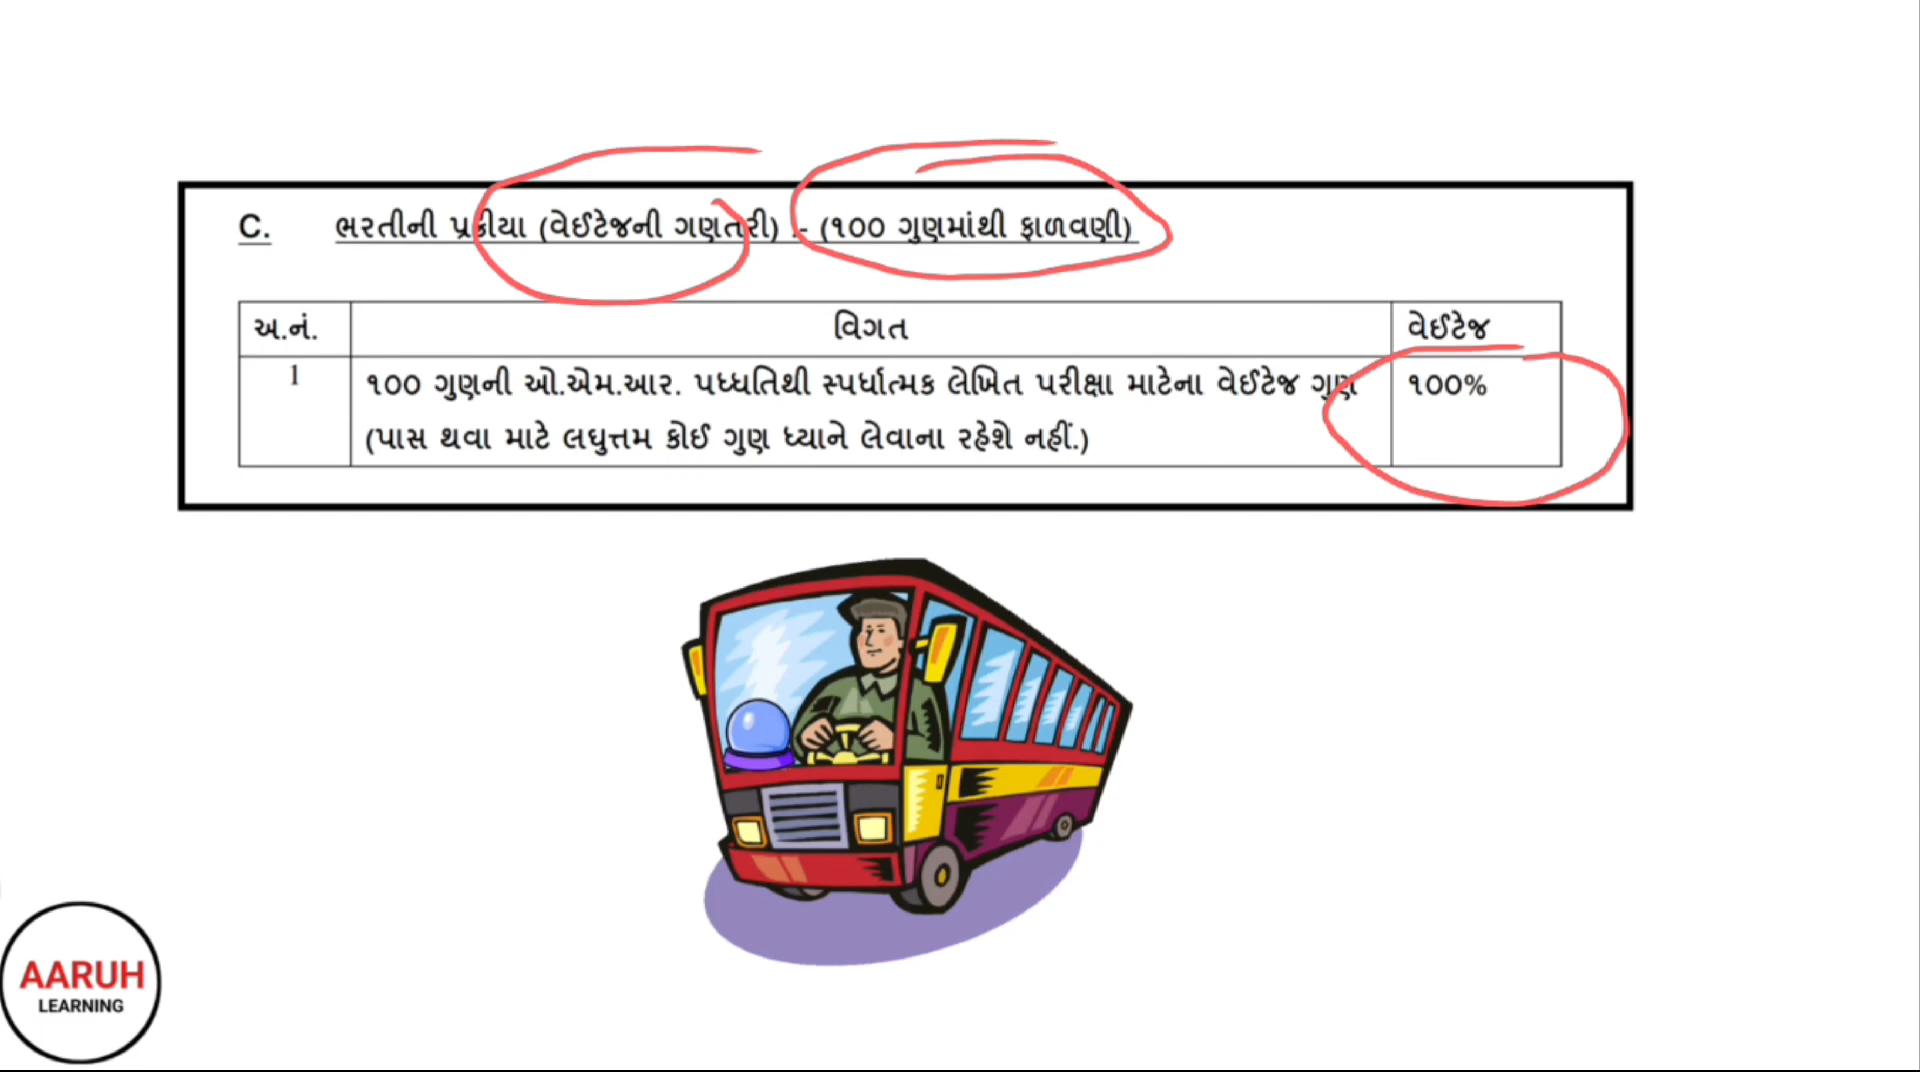 C. ભરતીની પ્રકીયા (વેઈટેજની ગણતરી) :- (૧૦૦ ગુણમાંથી ફાળવણી)
અ.નં. વિગત વેઈટેજ
1 ૧૦૦ ગુણની ઓ.એમ.આર. પધ્ધતિથી સ્પર્ધાત્મક લેખિત પરીક્ષા માટેના વેઈટેજ ગુણ ૧૦૦%
(પાસ થવા માટે લઘુત્તમ કોઈ ગુણ ધ્યાને લેવાના રહેશે નહીં.)
AARUH
LEARNING